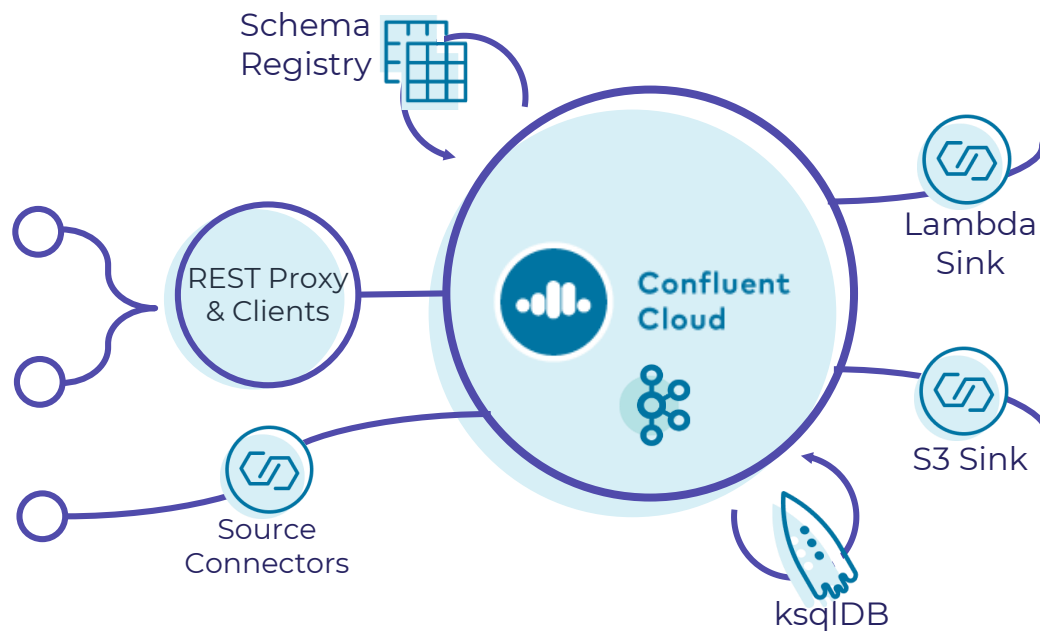 Schema
Registry
REST Proxy
& Clients
Confluent
Cloud
Lambda
Sink
S3 Sink
Source
Connectors
ksqlDB